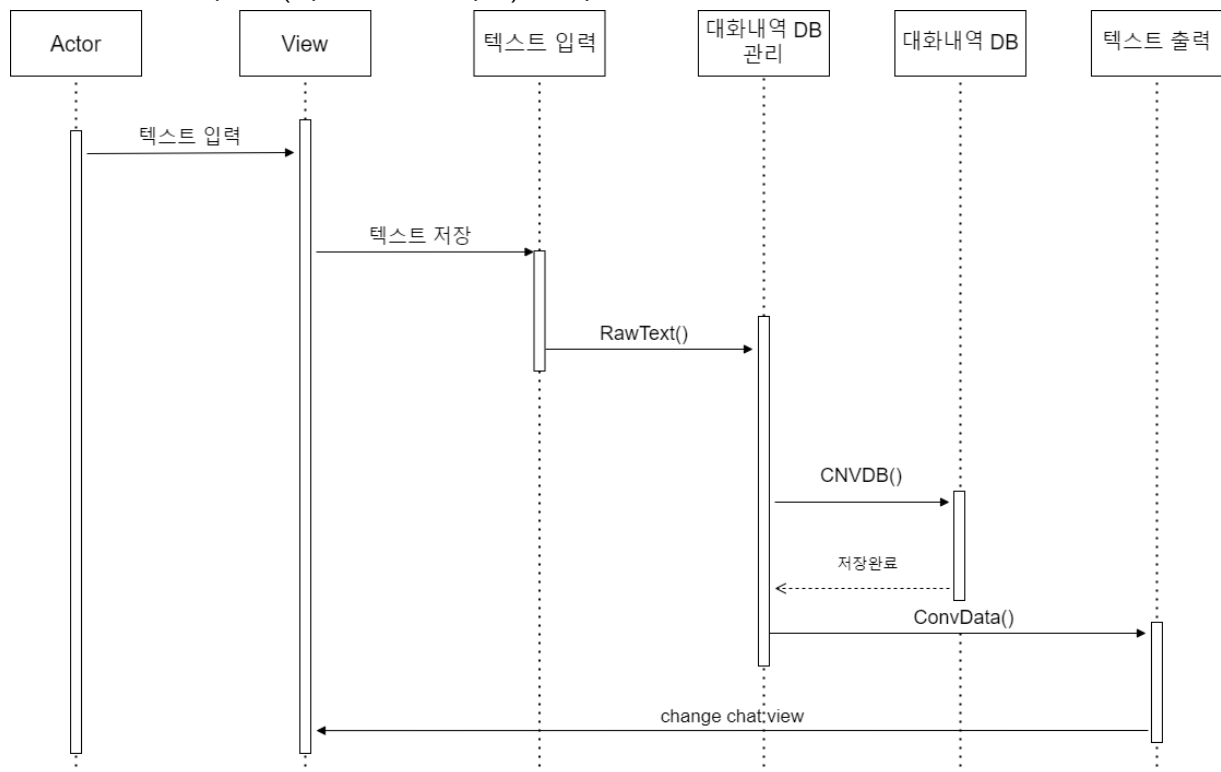 Actor
View
텍스트 입력
대화내역 DB
관리
대화내역 DB
텍스트 출력
텍스트 입력
텍스트 저장
RawText()
CNVDB()
저장완료
ConvData()
change chat view